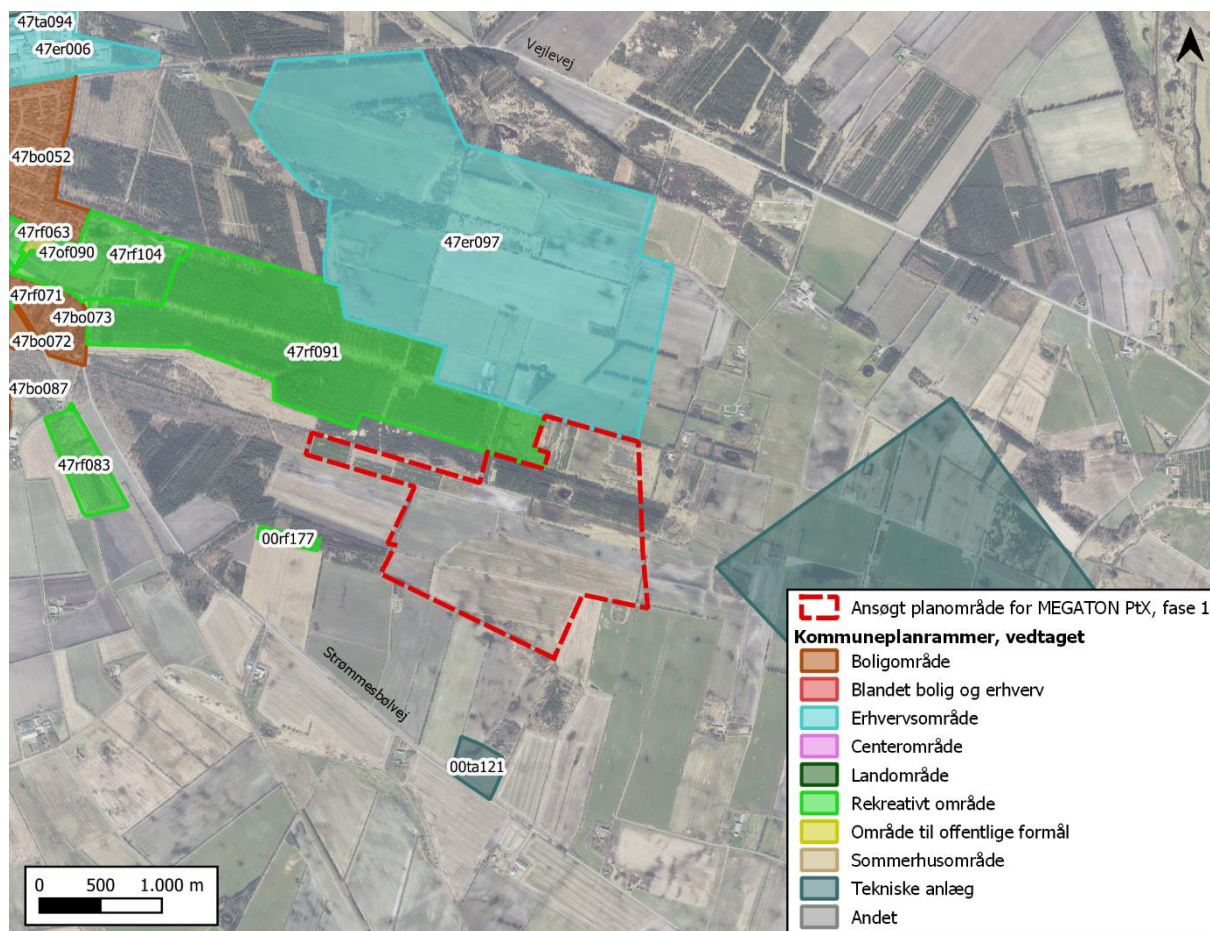 47ta094
47er006
Vejlevej
47bo052
47rf063
47of090
47rf104
47er097
47rf071
47bo073
47bo072
47rf091
47bo087
47rf083
00rf177
Strømmesbølvej
00ta121
0 500 1.000 m
Ansøgt planområde for MEGATON PtX, fase 1
Kommuneplanrammer, vedtaget
Boligområde
Blandet bolig og erhverv
Erhvervsområde
Centerområde
Landområde
Rekreativt område
Område til offentlige formål
Sommerhusområde
Tekniske anlæg
Andet